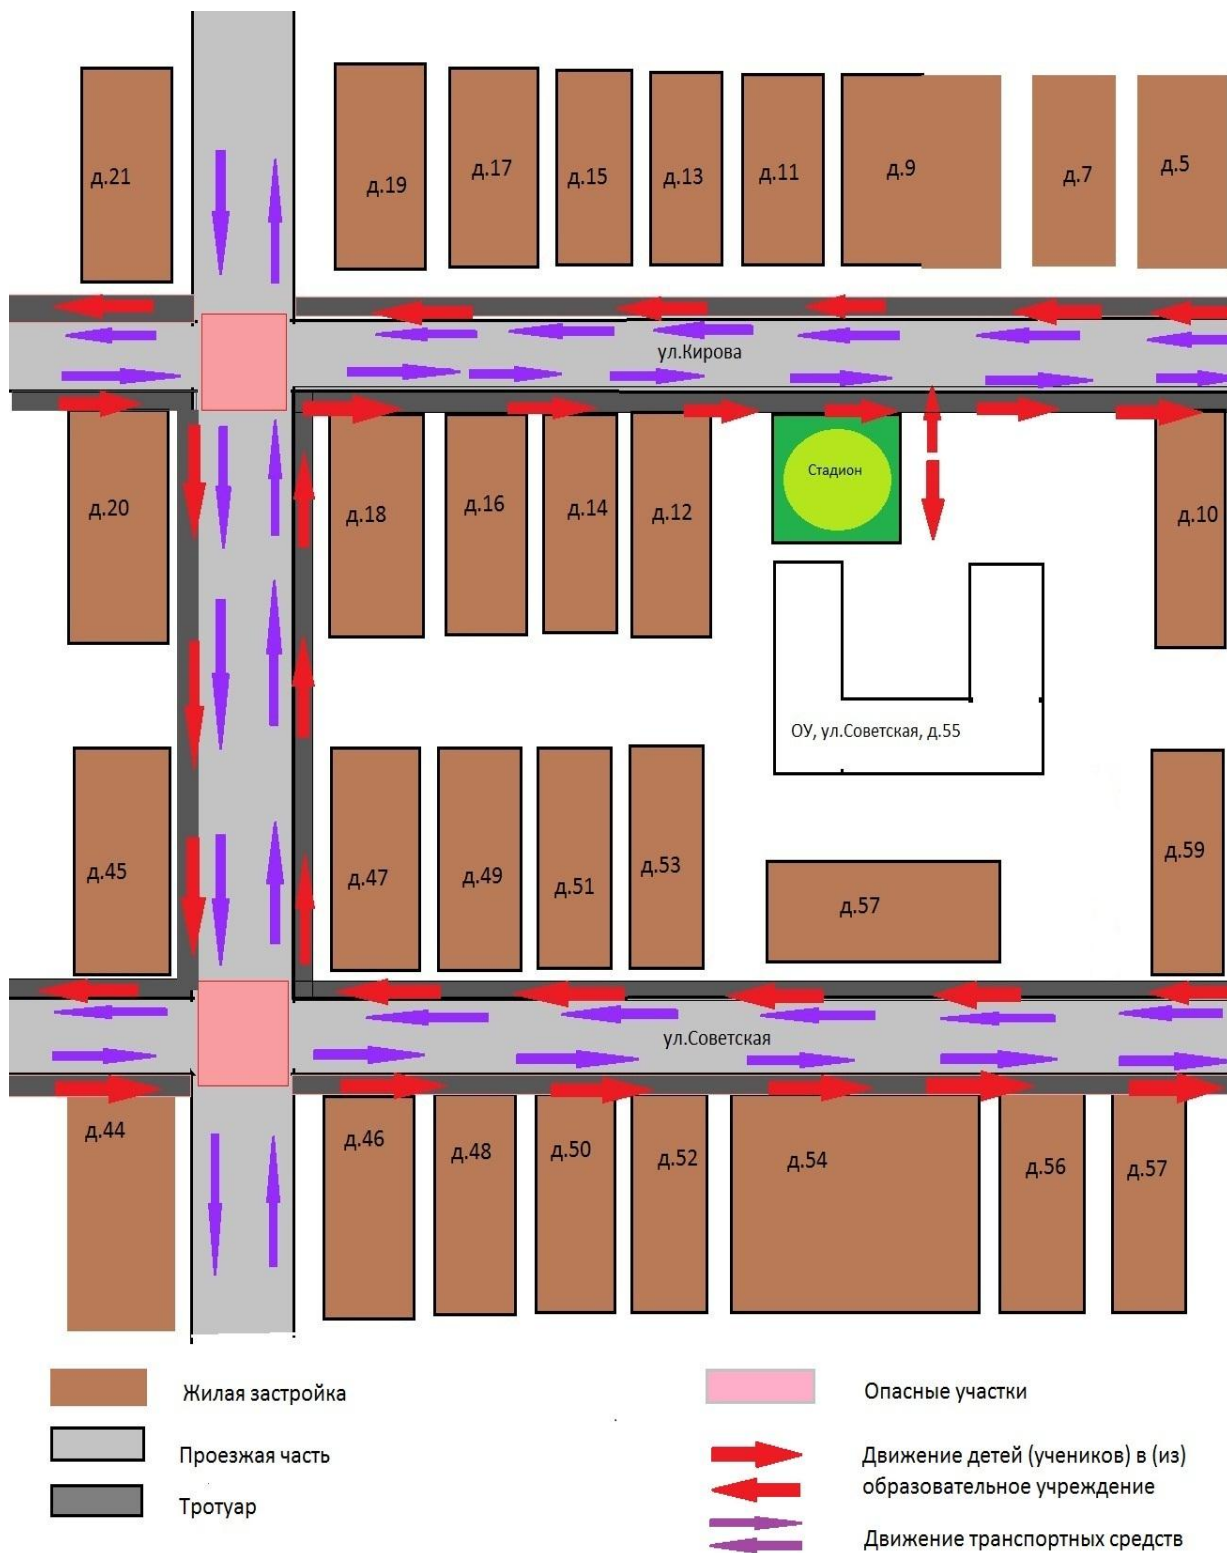 д.21
д.19
д.17
д.15
д.13
д.11
д.9
д.7
д.5
ул.Кирова
д.20
д.18
д.16
д.14
д.12
Стадион
д.10
ОУ, ул.Советская, д.55
д.45
д.47
д.49
д.51
д.53
д.57
д.59
ул.Советская
д.44
д.46
д.48
д.50
д.52
д.54
д.56
д.57
Жилая застройка
Проезжая часть
Тротуар
Опасные участки
Движение детей (учеников) в (из)
образовательное учреждение
Движение транспортных средств